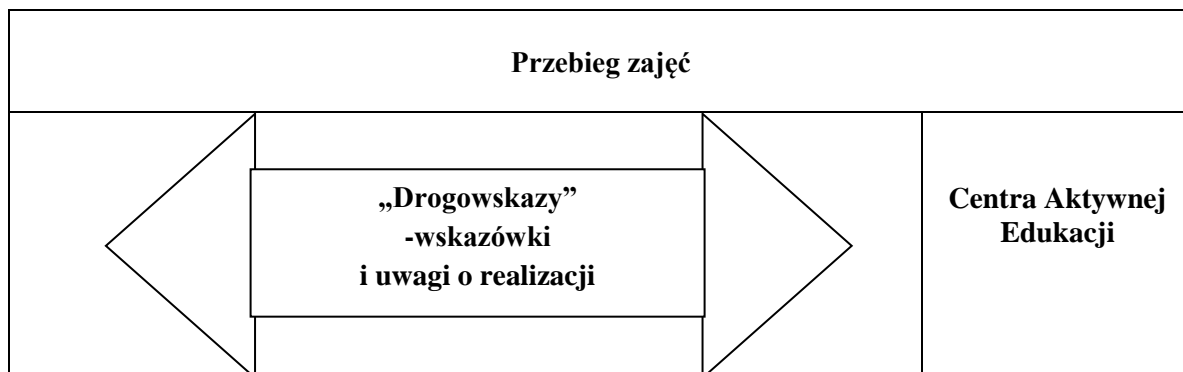 Przebieg zajęć
„Drogowskazy”
-wskazówki
i uwagi o realizacji
Centra Aktywnej
Edukacji